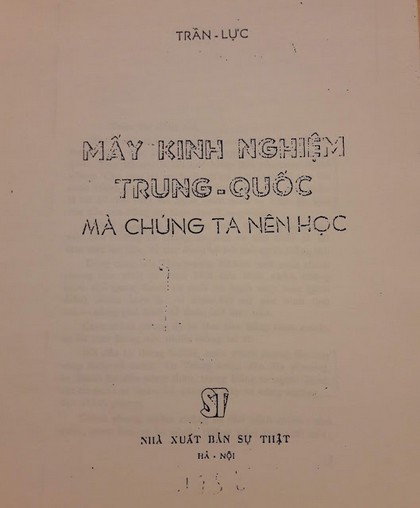 TRẦN-LỰC
MẤY KINH NGHIỆM
TRUNG-QUỐC
MÀ CHÚNG TA NÊN HỌC
ST
NHÀ XUẤT BẢN SỰ THẬT
HÀ-NỘI